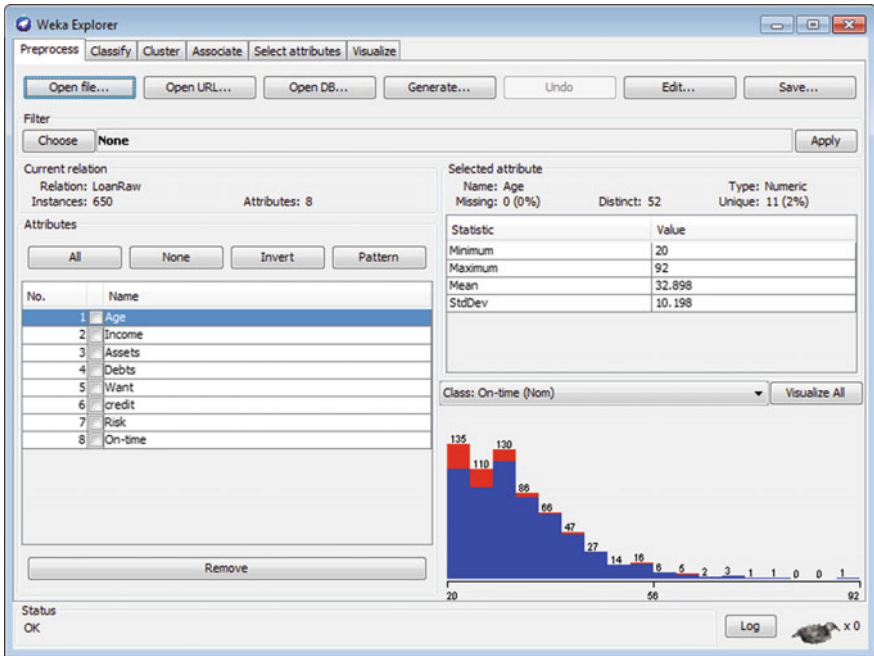 Weka Explorer
Preprocess Classify Cluster Associate Select attributes Visualize
Open file... Open URL... Open DB... Generate... Undo Edit... Save...
Filter
Choose None Apply
Current relation
Relation: LoanRaw
Instances: 650 Attributes: 8
Attributes
All None Invert Pattern
No. Name
1 Age
2 Income
3 Assets
4 Debts
5 Want
6 credit
7 Risk
8 On-time
Remove
Selected attribute
Name: Age Type: Numeric
Missing: 0 (0%) Distinct: 52 Unique: 11 (2%)
Statistic Value
Minimum 20
Maximum 92
Mean 32.898
StdDev 10.198
Class: On-time (Nom) Visualize All
135 110 130 86 66 47 27 14 16 6 5 2 3 1 1 0 0 1
20 56 92
Status
OK Log x 0